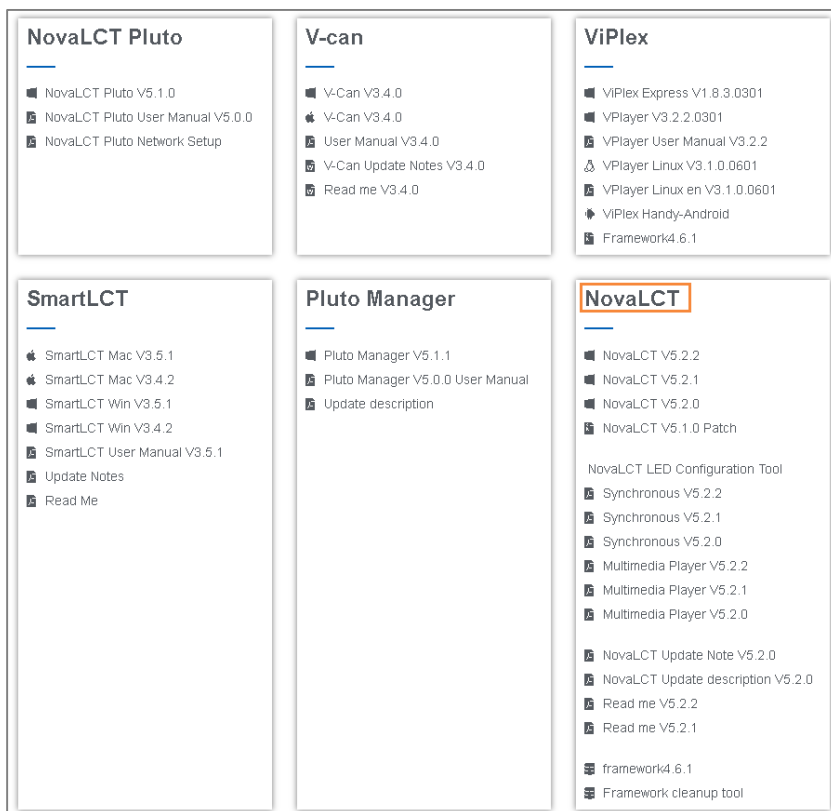 NovaLCT Pluto
NovaLCT Pluto V5.1.0
NovaLCT Pluto User Manual V5.0.0
NovaLCT Pluto Network Setup
V-can
V-Can V3.4.0
V-Can V3.4.0
User Manual V3.4.0
V-Can Update Notes V3.4.0
Read me V3.4.0
ViPlex
ViPlex Express V1.8.3.0301
VPlayer V3.2.2.0301
VPlayer User Manual V3.2.2
VPlayer Linux V3.1.0.0601
VPlayer Linux en V3.1.0.0601
ViPlex Handy-Android
Framework4.6.1
SmartLCT
SmartLCT Mac V3.5.1
SmartLCT Mac V3.4.2
SmartLCT Win V3.5.1
SmartLCT Win V3.4.2
SmartLCT User Manual V3.5.1
Update Notes
Read Me
Pluto Manager
Pluto Manager V5.1.1
Pluto Manager V5.0.0 User Manual
Update description
NovaLCT
NovaLCT V5.2.2
NovaLCT V5.2.1
NovaLCT V5.2.0
NovaLCT V5.1.0 Patch
NovaLCT LED Configuration Tool
Synchronous V5.2.2
Synchronous V5.2.1
Synchronous V5.2.0
Multimedia Player V5.2.2
Multimedia Player V5.2.1
Multimedia Player V5.2.0
NovaLCT Update Note V5.2.0
NovaLCT Update description V5.2.0
Read me V5.2.2
Read me V5.2.1
framework4.6.1
Framework cleanup tool